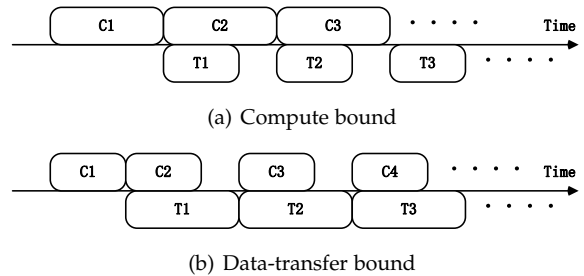 C1 C2 C3 · · · · Time
T1 T2 T3 · · · · ·
(a) Compute bound
C1 C2 C3 C4 · · · · Time
T1 T2 T3 · · · · ·
(b) Data-transfer bound